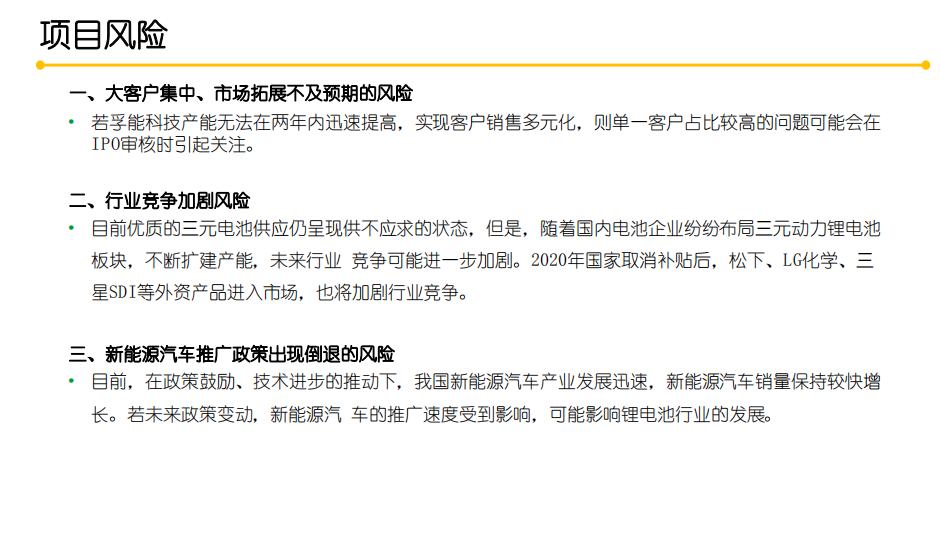 项目风险
一、大客户集中、市场拓展不及预期的风险
• 若孚能科技产能无法在两年内迅速提高，实现客户销售多元化，则单一客户占比较高的问题可能会在
IPO审核时引起关注。
二、行业竞争加剧风险
• 目前优质的三元电池供应仍呈现供不应求的状态，但是，随着国内电池企业纷纷布局三元动力锂电池
板块，不断扩建产能，未来行业 竞争可能进一步加剧。2020年国家取消补贴后，松下、LG化学、三
星SDI等外资产品进入市场，也将加剧行业竞争。
三、新能源汽车推广政策出现倒退的风险
• 目前，在政策鼓励、技术进步的推动下，我国新能源汽车产业发展迅速，新能源汽车销量保持较快增
长。若未来政策变动，新能源汽 车的推广速度受到影响，可能影响锂电池行业的发展。